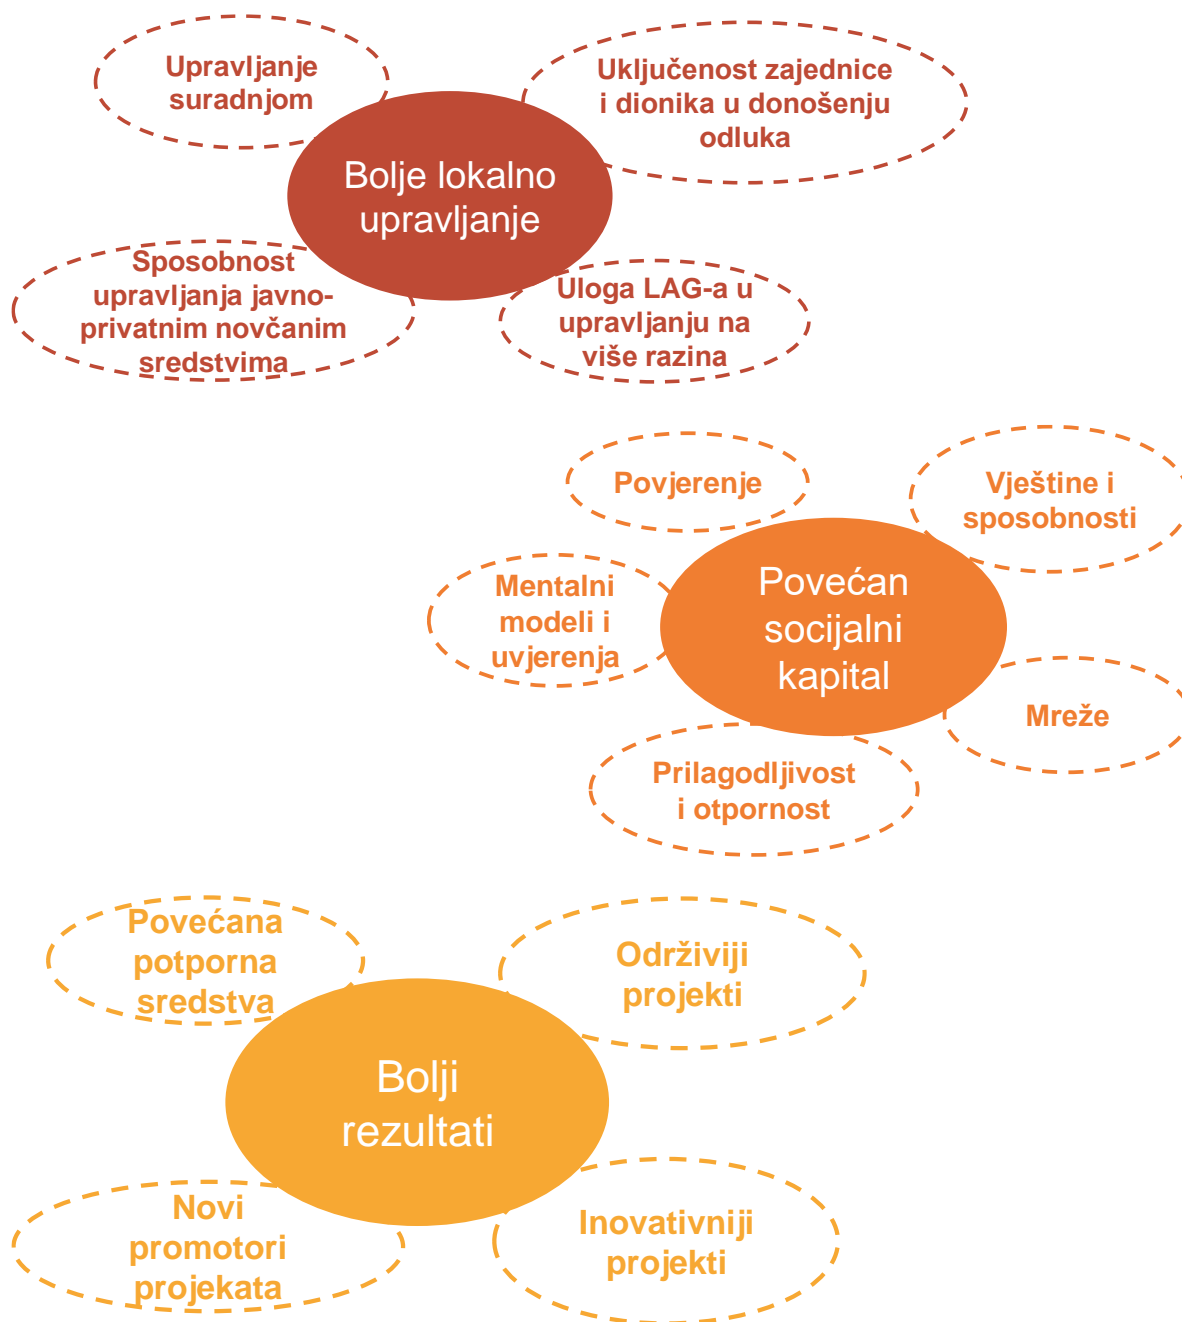 Upravljanje
suradnjom
Uključenost zajednice
i dionika u donošenju
odluka
Bolje lokalno
upravljanje
Sposobnost
upravljanja javno-
privatnim novčanim
sredstvima
Uloga LAG-a u
upravljanju na
više razina
Povjerenje
Vještine i
sposobnosti
Mentalni
modeli i
uvjerenja
Povećan
socijalni
kapital
Mreže
Prilagodljivost
i otpornost
Povećana
potporna
sredstva
Održiviji
projekti
Bolji
rezultati
Novi
promotori
projekata
Inovativniji
projekti